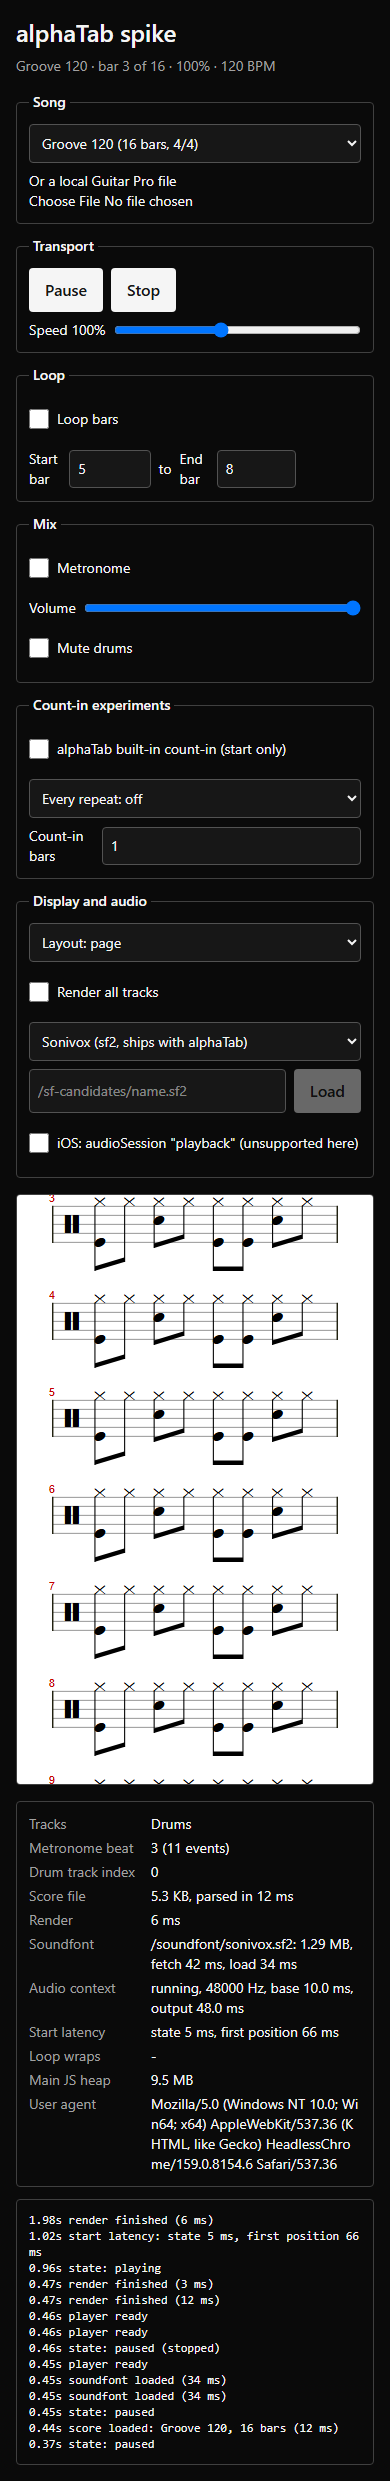 alphaTab spike
Groove 120 · bar 3 of 16 · 100% · 120 BPM
Song
Groove 120 (16 bars, 4/4)
Or a local Guitar Pro file
Choose File No file chosen
Transport
Pause Stop
Speed 100%
Loop
Loop bars
Start bar 5 to End bar 8
Mix
Metronome
Volume
Mute drums
Count-in experiments
alphaTab built-in count-in (start only)
Every repeat: off
Count-in bars 1
Display and audio
Layout: page
Render all tracks
Sonivox (sf2, ships with alphaTab)
/sf-candidates/name.sf2 Load
iOS: audioSession "playback" (unsupported here)
3
4
5
6
7
8
9
Tracks Drums
Metronome beat 3 (11 events)
Drum track index 0
Score file 5.3 KB, parsed in 12 ms
Render 6 ms
Soundfont /soundfont/sonivox.sf2: 1.29 MB,
fetch 42 ms, load 34 ms
Audio context running, 48000 Hz, base 10.0 ms,
output 48.0 ms
Start latency state 5 ms, first position 66 ms
Loop wraps -
Main JS heap 9.5 MB
User agent Mozilla/5.0 (Windows NT 10.0; Wi
n64; x64) AppleWebKit/537.36 (K
HTML, like Gecko) HeadlessChro
me/159.0.8154.6 Safari/537.36
1.98s render finished (6 ms)
1.02s start latency: state 5 ms, first position 66
ms
0.96s state: playing
0.47s render finished (3 ms)
0.47s render finished (12 ms)
0.46s player ready
0.46s player ready
0.46s state: paused (stopped)
0.45s player ready
0.45s soundfont loaded (34 ms)
0.45s soundfont loaded (34 ms)
0.45s state: paused
0.44s score loaded: Groove 120, 16 bars (12 ms)
0.37s state: paused